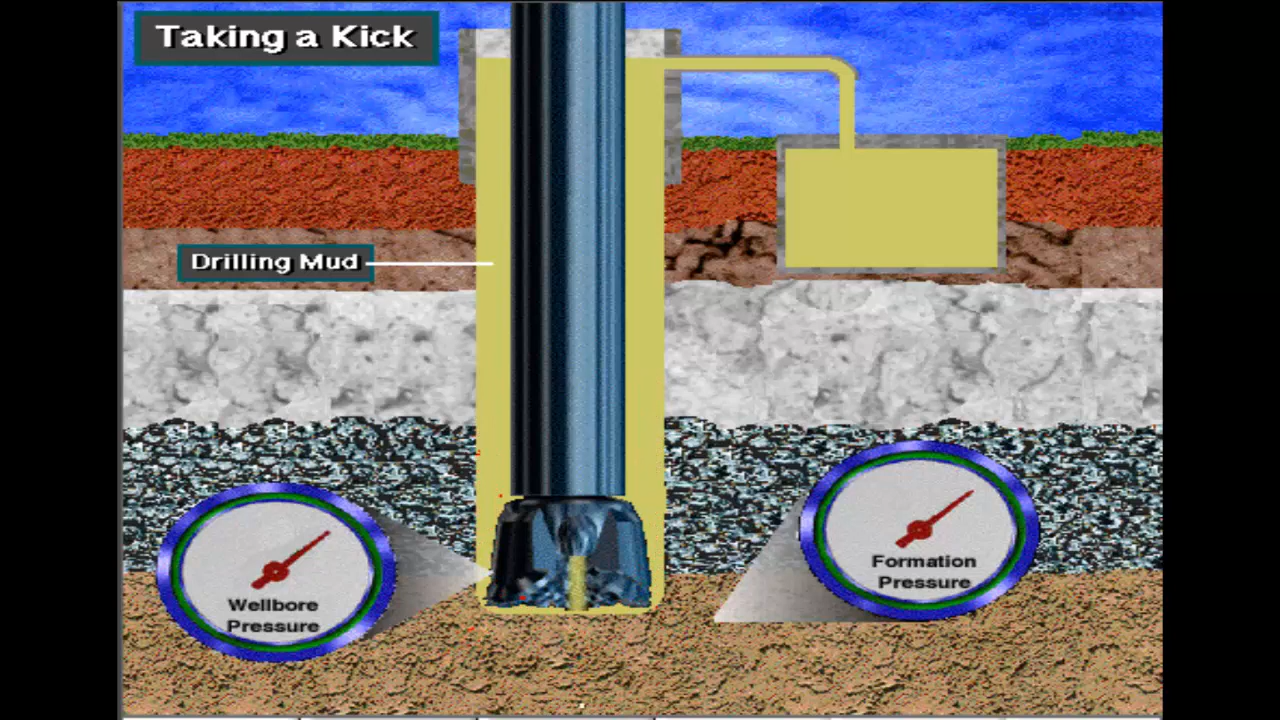 Taking a Kick
Drilling Mud
Formation
Pressure
Wellbore
Pressure